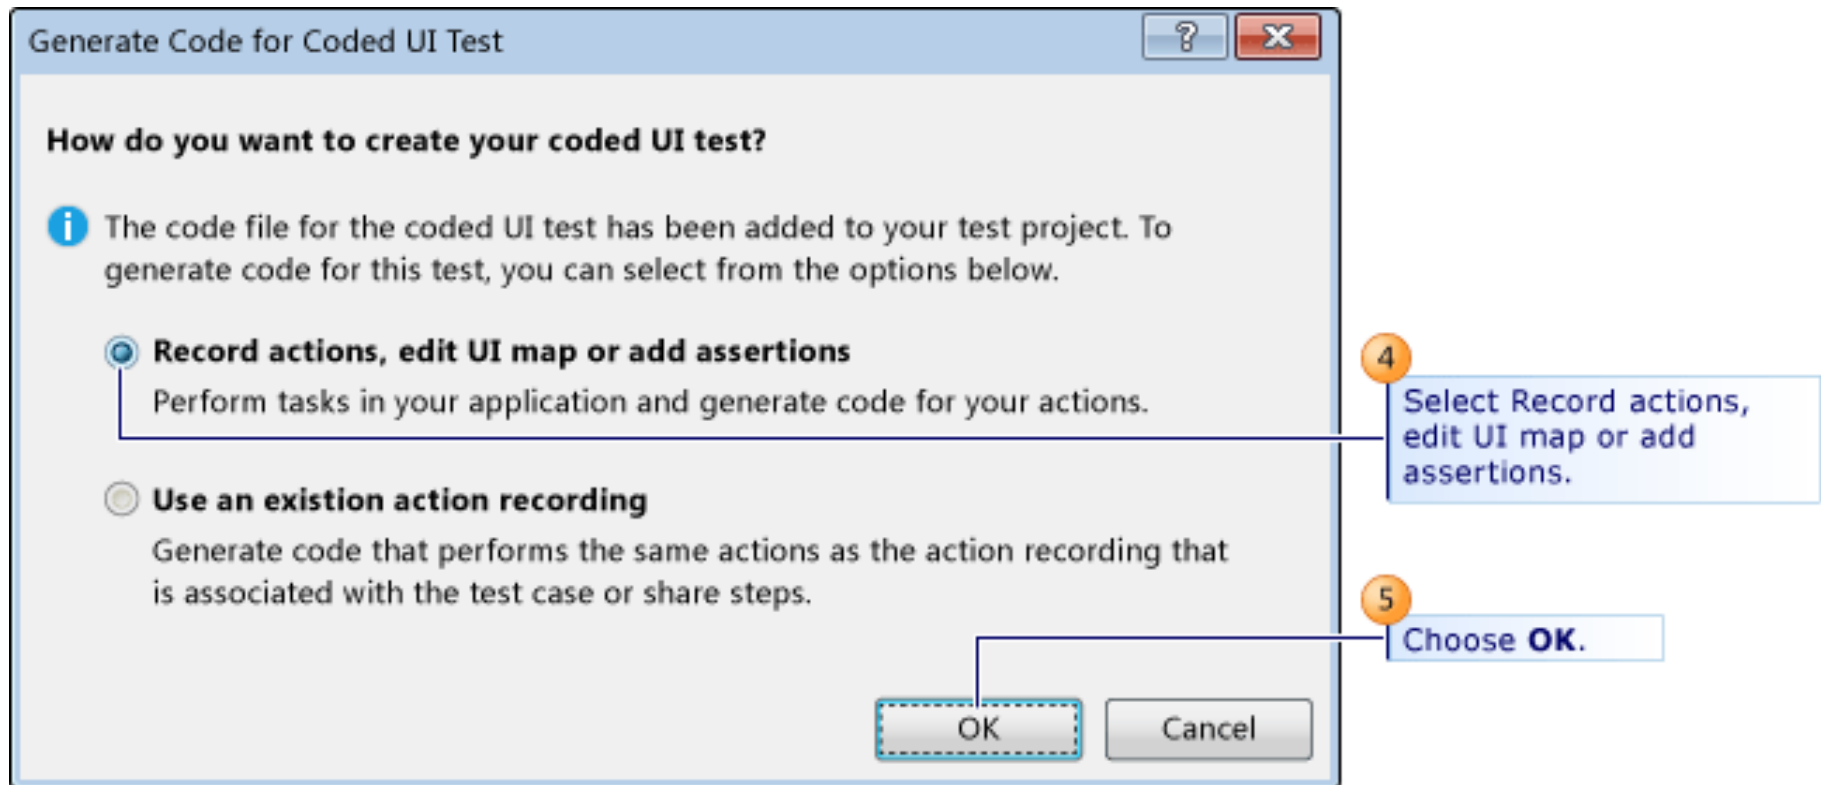 Generate Code for Coded UI Test
?
How do you want to create your coded UI test?
i
The code file for the coded UI test has been added to your test project. To
generate code for this test, you can select from the options below.
Record actions, edit UI map or add assertions
Perform tasks in your application and generate code for your actions.
4
Select Record actions,
edit UI map or add
assertions.
Use an existion action recording
Generate code that performs the same actions as the action recording that
is associated with the test case or share steps.
5
Choose OK.
OK
Cancel